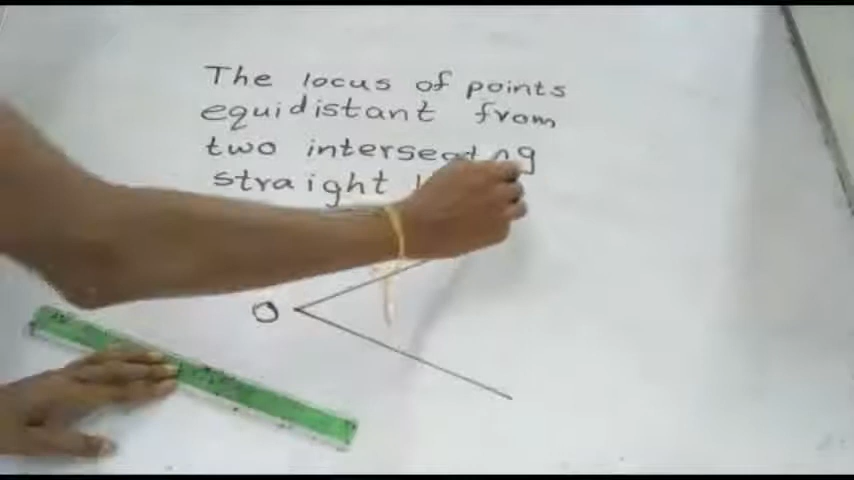 The locus of points
equidistant from
two intersecting
straight
O